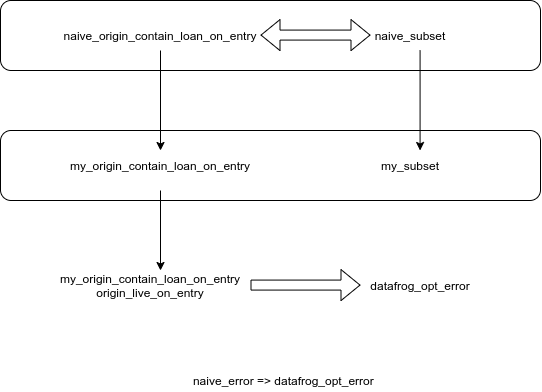 naive_origin_contain_loan_on_entry
naive_subset
my_origin_contain_loan_on_entry
my_subset
my_origin_contain_loan_on_entry
origin_live_on_entry
datafrog_opt_error
naive_error => datafrog_opt_error